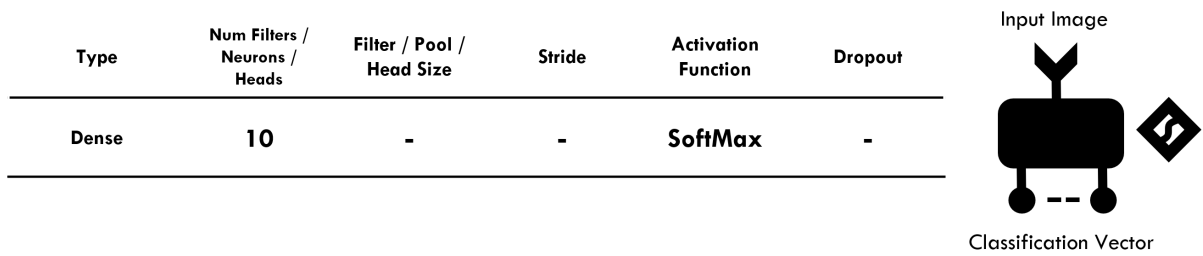 Type
Num Filters /
Neurons /
Heads
Filter / Pool /
Head Size
Stride
Activation
Function
Dropout
Dense
10
-
-
SoftMax
-
Input Image
S
Classification Vector